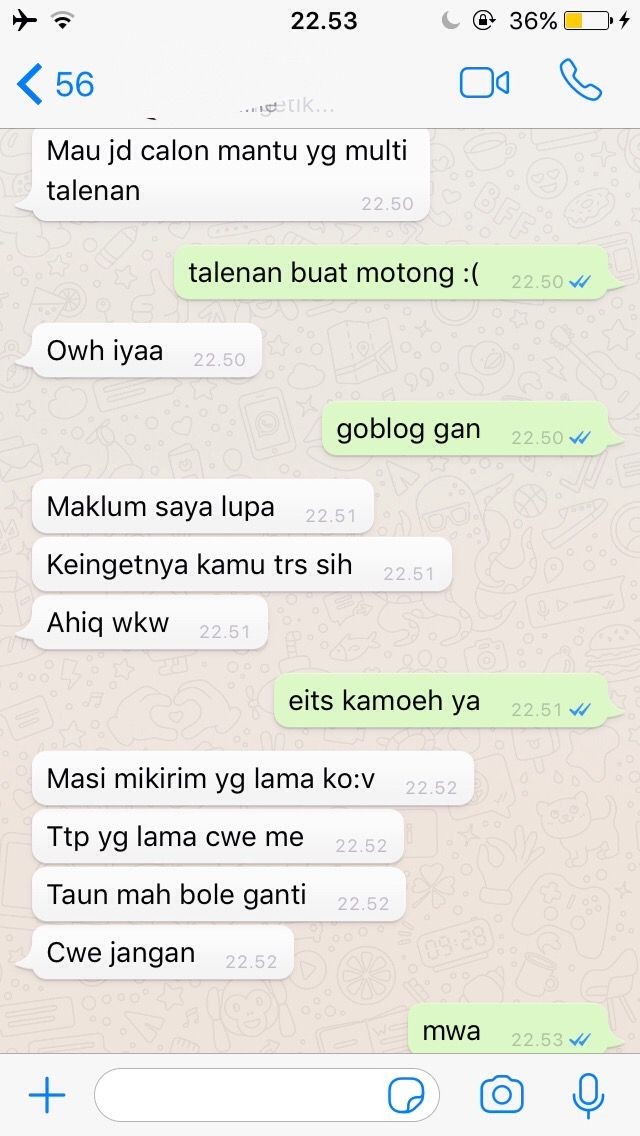 22.53
36%
56
Mau jd calon mantu yg multi
talenan
22.50
talenan buat motong :( 22.50
Owh iyaa 22.50
goblog gan 22.50
Maklum saya lupa 22.51
Keingetnya kamu trs sih 22.51
Ahiq wkw 22.51
eits kamoeh ya 22.51
Masi mikirim yg lama ko:v 22.52
Ttp yg lama cwe me 22.52
Taun mah bole ganti 22.52
Cwe jangan 22.52
mwa 22.53